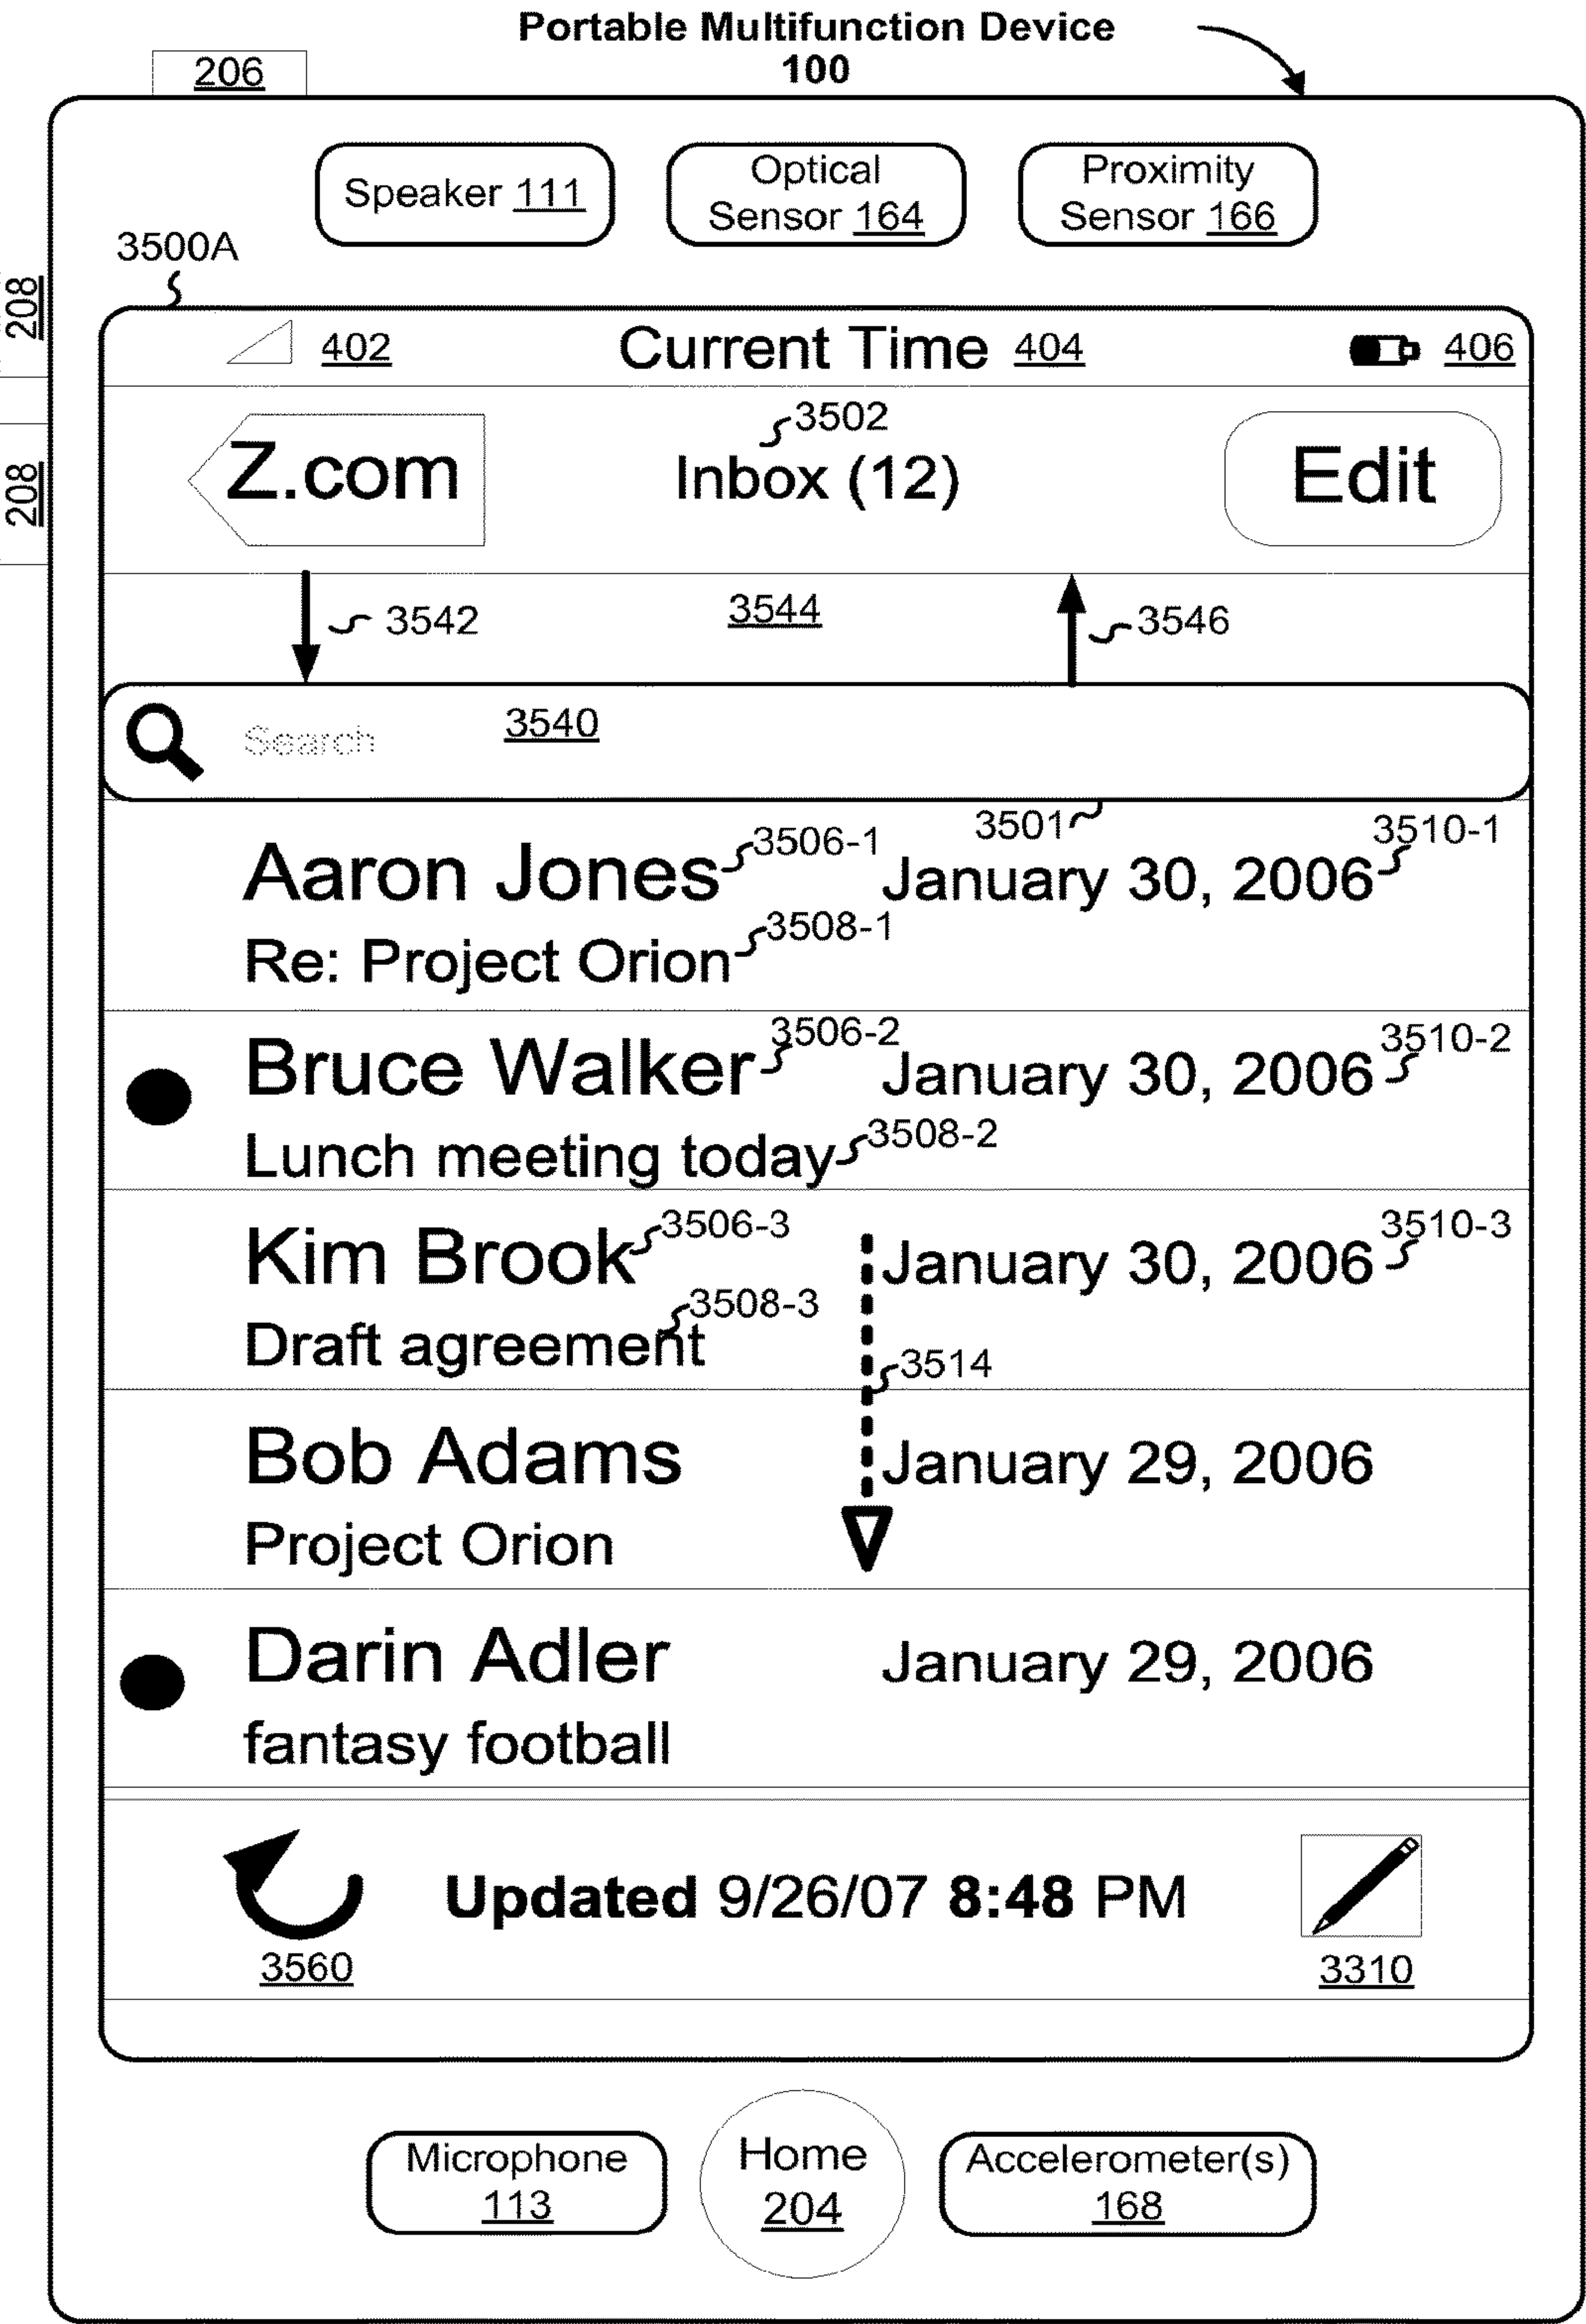 Portable Multifunction Device
100
206
Speaker 111
Optical
Sensor 164
Proximity
Sensor 166
3500A
208
402 Current Time 404 406
3502
Z.com Inbox (12) Edit
208
3542 3544 3546
Search 3540
3501
Aaron Jones 3506-1 January 30, 2006 3510-1
Re: Project Orion 3508-1
Bruce Walker 3506-2 January 30, 2006 3510-2
Lunch meeting today 3508-2
Kim Brook 3506-3 January 30, 2006 3510-3
Draft agreement 3508-3
3514
Bob Adams January 29, 2006
Project Orion
Darin Adler January 29, 2006
fantasy football
Updated 9/26/07 8:48 PM
3560 3310
Microphone
113
Home
204
Accelerometer(s)
168